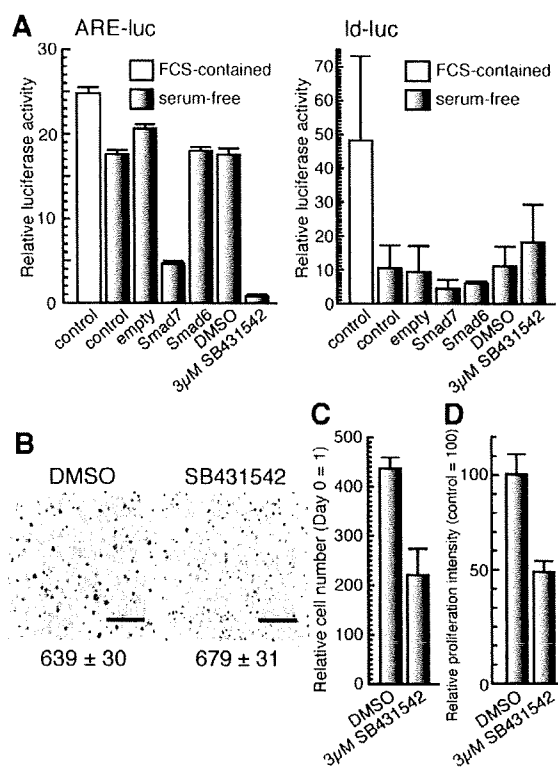 A
ARE-luc
Relative luciferase activity
30
20
10
0
FCS-contained
serum-free
control
control
empty
Smad7
Smad6
DMSO
3μM SB431542
Id-luc
Relative luciferase activity
70
60
50
40
30
20
10
0
FCS-contained
serum-free
control
control
empty
Smad7
Smad6
DMSO
3μM SB431542
B
DMSO
SB431542
639 ± 30
679 ± 31
C
Relative cell number (Day 0 = 1)
500
400
300
200
100
0
DMSO
3μM SB431542
D
Relative proliferation intensity (control = 100)
100
50
0
DMSO
3μM SB431542